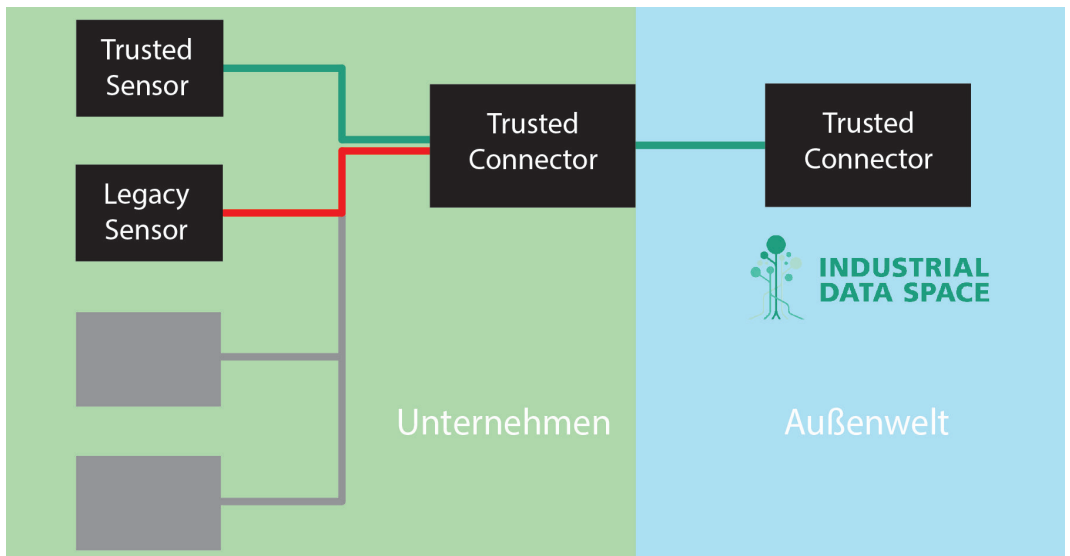 Trusted
Sensor
Trusted
Connector
Trusted
Connector
Legacy
Sensor
INDUSTRIAL
DATA SPACE
Unternehmen
Außenwelt